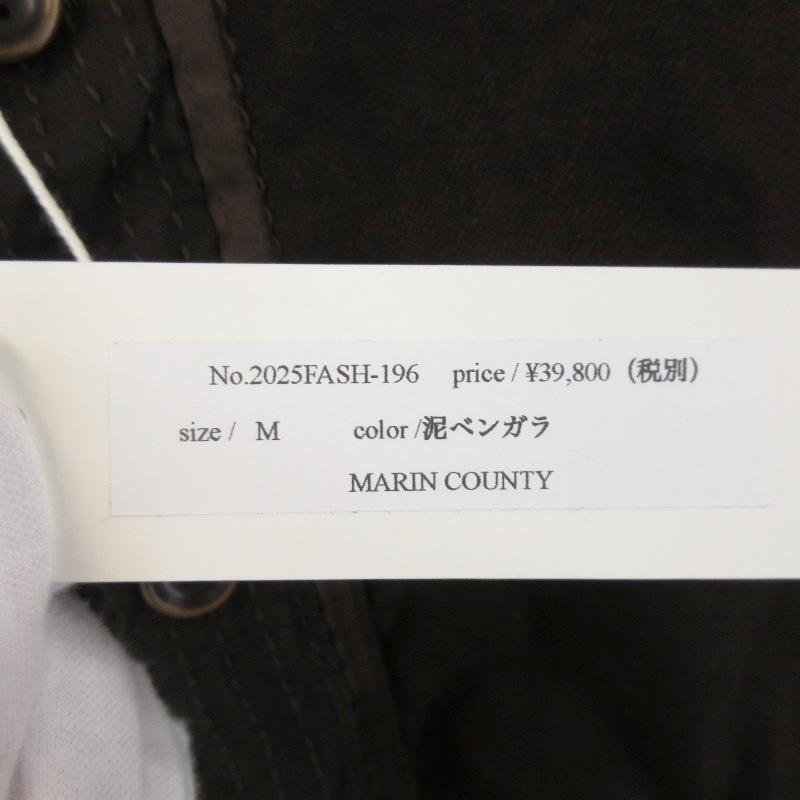 No.2025FASH-196 price / ¥39,800（税別）
size / M color /泥ベンガラ
MARIN COUNTY